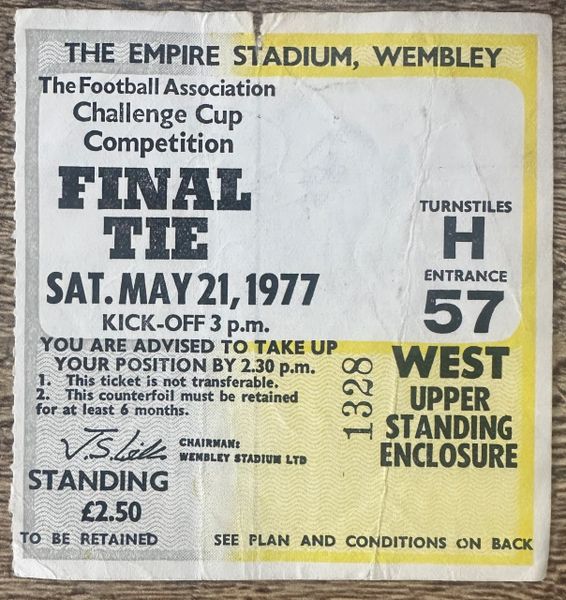 THE EMPIRE STADIUM, WEMBLEY
The Football Association
Challenge Cup
Competition
FINAL
TIE
SAT. MAY 21, 1977
KICK-OFF 3 p.m.
YOU ARE ADVISED TO TAKE UP
YOUR POSITION BY 2.30 p.m.
1. This ticket is not transferable.
2. This counterfoil must be retained
for at least 6 months.
CHAIRMAN:
WEMBLEY STADIUM LTD
STANDING
£2.50
TO BE RETAINED
TURNSTILES
H
ENTRANCE
57
WEST
UPPER
STANDING
ENCLOSURE
1328
SEE PLAN AND CONDITIONS ON BACK